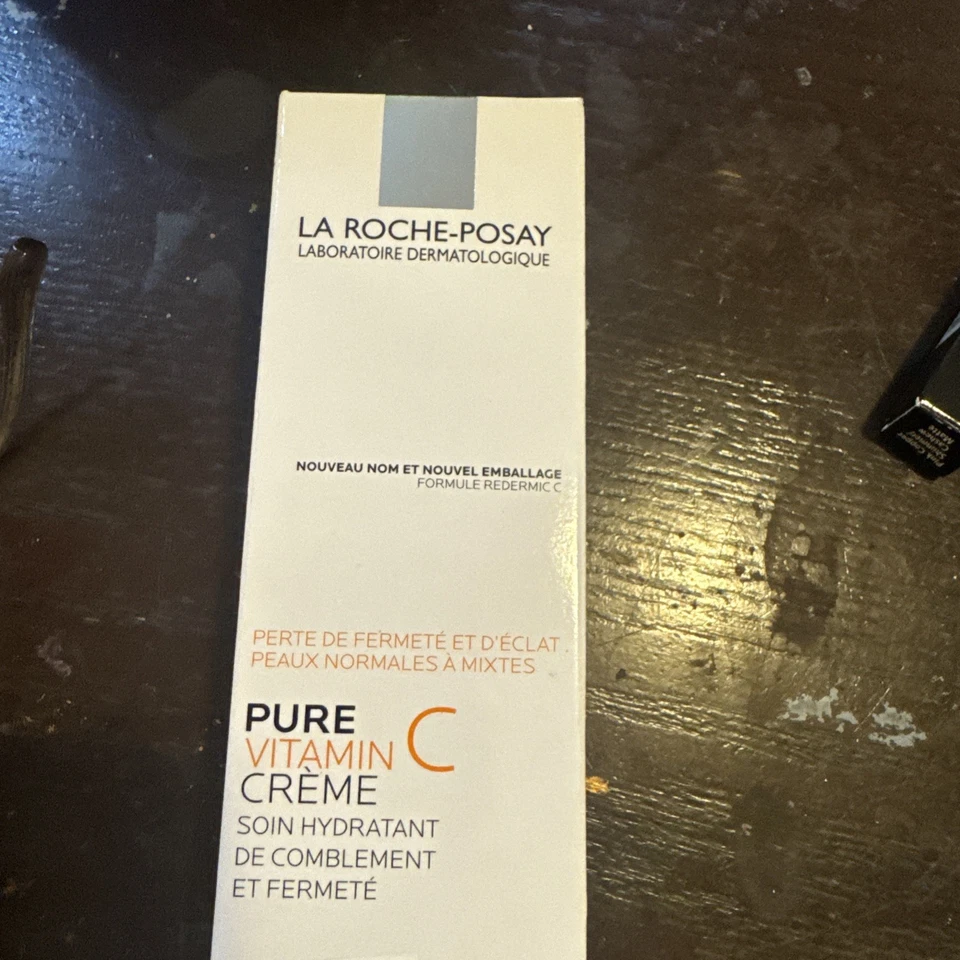 LA ROCHE-POSAY
LABORATOIRE DERMATOLOGIQUE
NOUVEAU NOM ET NOUVEL EMBALLAGE
FORMULE REDERMIC C
PERTE DE FERMETÉ ET D'ÉCLAT
PEAUX NORMALES À MIXTES
PURE
VITAMIN C
CRÈME
SOIN HYDRATANT
DE COMBLEMENT
ET FERMETÉ
Matte